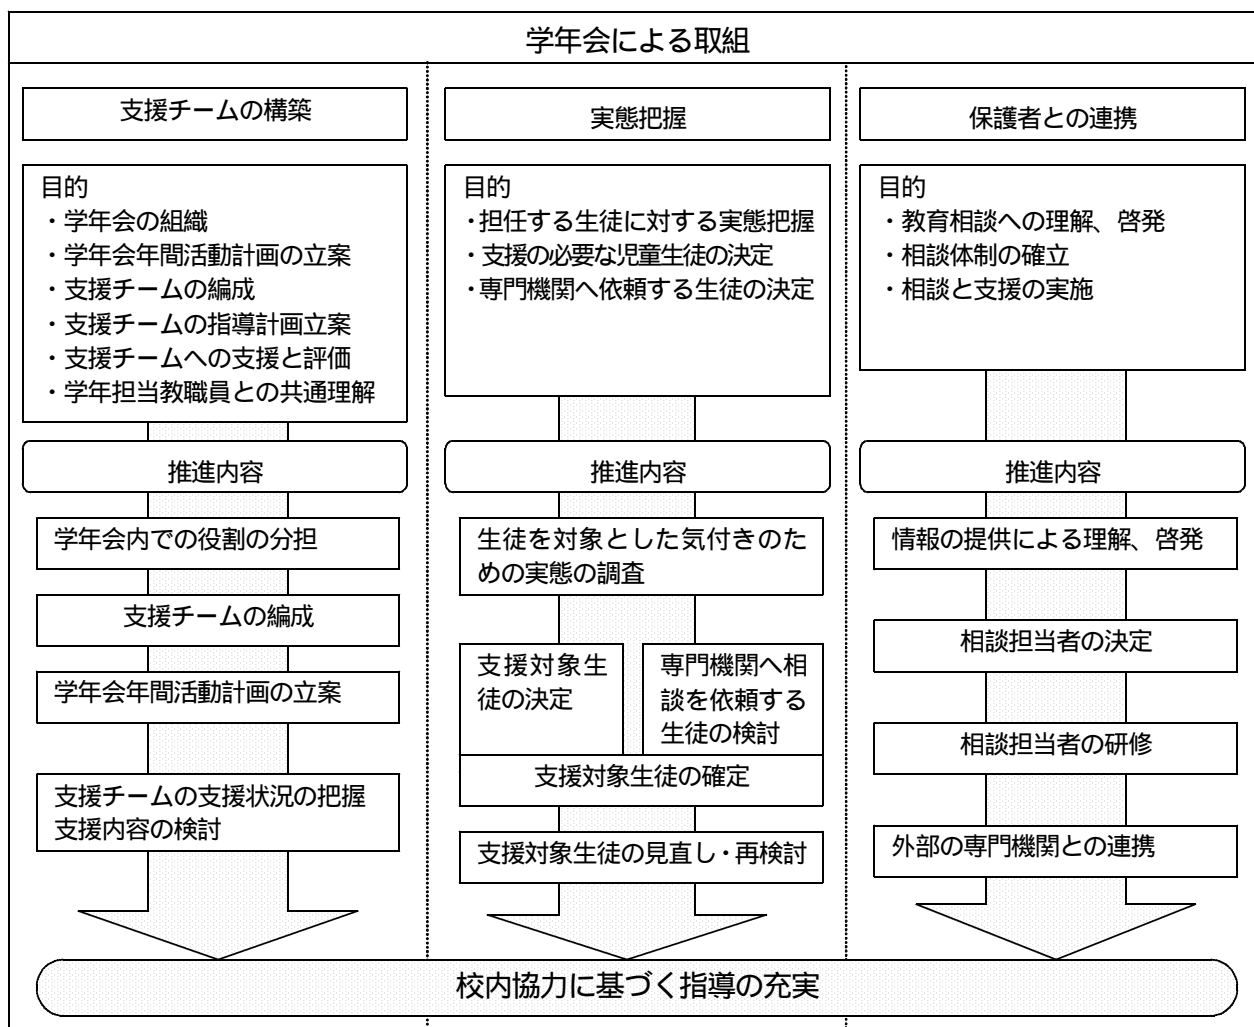 学年会による取組
支援チームの構築
目的
・学年会の組織
・学年会年間活動計画の立案
・支援チームの編成
・支援チームの指導計画立案
・支援チームへの支援と評価
・学年担当教職員との共通理解
推進内容
学年会内での役割の分担
支援チームの編成
学年会年間活動計画の立案
支援チームの支援状況の把握
支援内容の検討
実態把握
目的
・担任する生徒に対する実態把握
・支援の必要な児童生徒の決定
・専門機関へ依頼する生徒の決定
推進内容
生徒を対象とした気付きのた
めの実態の調査
支援対象生
徒の決定
専門機関へ相
談を依頼する
生徒の検討
支援対象生徒の確定
支援対象生徒の見直し・再検討
保護者との連携
目的
・教育相談への理解、啓発
・相談体制の確立
・相談と支援の実施
推進内容
情報の提供による理解、啓発
相談担当者の決定
相談担当者の研修
外部の専門機関との連携
校内協力に基づく指導の充実